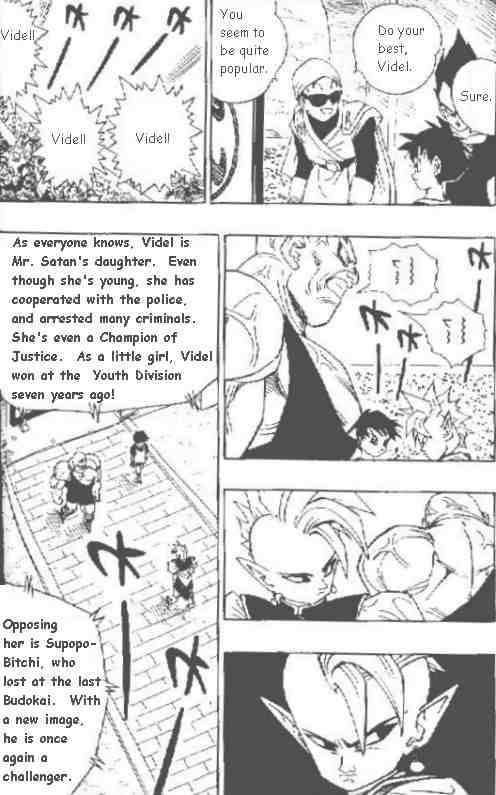 Videll
You
seem to
be quite
popular.
Do your
best,
Videl.
Sure.
Videll
Videll
As everyone knows, Videl is
Mr. Satan's daughter. Even
though she's young, she has
cooperated with the police,
and arrested many criminals.
She's even a Champion of
Justice. As a little girl, Videl
won at the Youth Division
seven years ago!
Opposing
her is Supopo-
Bitchi, who
lost at the last
Budokai. With
a new image,
he is once
again a
challenger.